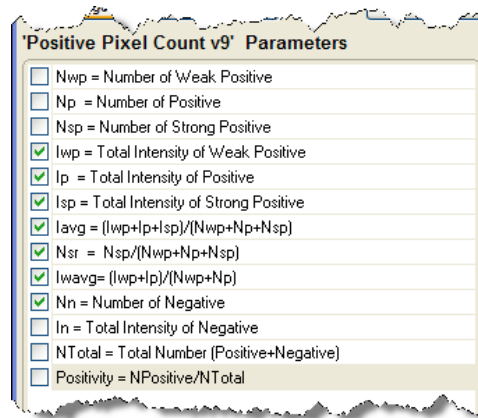 'Positive Pixel Count v9' Parameters
Nwp = Number of Weak Positive
Np = Number of Positive
Nsp = Number of Strong Positive
Iwp = Total Intensity of Weak Positive
Ip = Total Intensity of Positive
Isp = Total Intensity of Strong Positive
Iavg = (Iwp+Ip+Isp)/(Nwp+Np+Nsp)
Nsr = Nsp/(Nwp+Np+Nsp)
Iwavg= (Iwp+Ip)/(Nwp+Np)
Nn = Number of Negative
In = Total Intensity of Negative
NTotal = Total Number (Positive+Negative)
Positivity = NPositive/NTotal